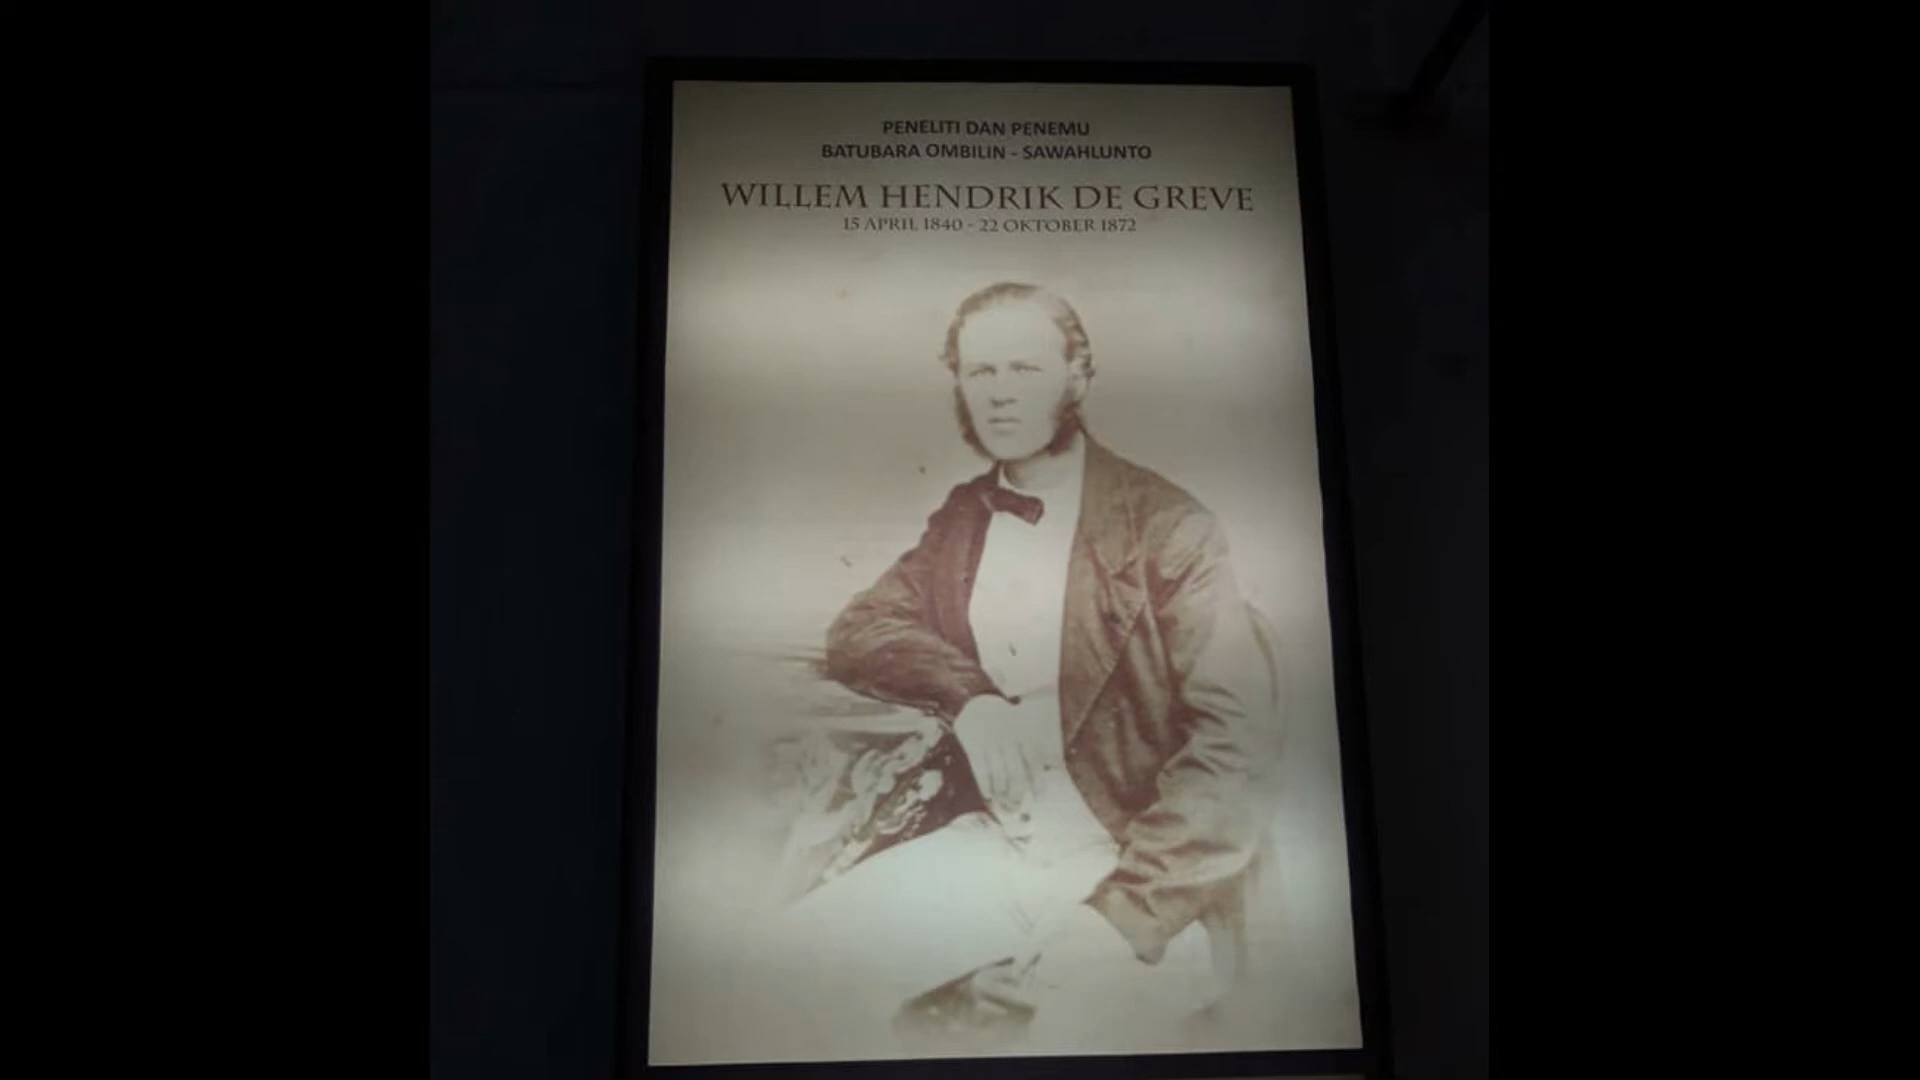 PENELITI DAN PENEMU
BATUBARA OMBILIN - SAWAHLUNTO
WILLEM HENDRIK DE GREVE
15 APRIL 1840 - 22 OKTOBER 1872